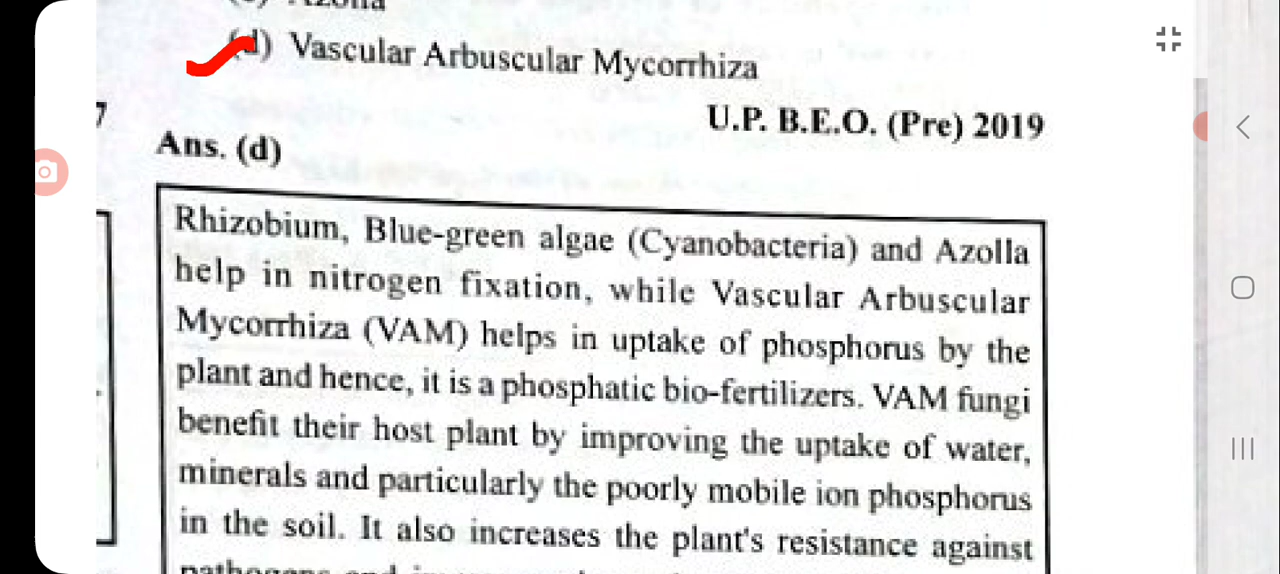 (d) Vascular Arbuscular Mycorrhiza
7
U.P. B.E.O. (Pre) 2019
Ans. (d)
Rhizobium, Blue-green algae (Cyanobacteria) and Azolla
help in nitrogen fixation, while Vascular Arbuscular
Mycorrhiza (VAM) helps in uptake of phosphorus by the
plant and hence, it is a phosphatic bio-fertilizers. VAM fungi
benefit their host plant by improving the uptake of water,
minerals and particularly the poorly mobile ion phosphorus
in the soil. It also increases the plant's resistance against